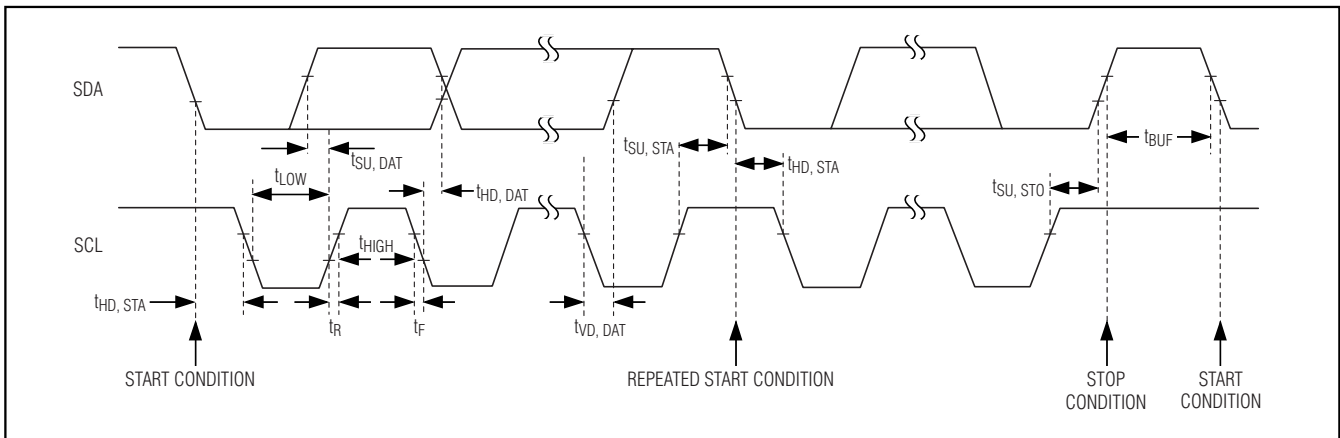 SDA
tSU, DAT
tLOW
tHD, DAT
tSU, STA
tHD, STA
tBUF
tSU, STO
SCL
tHIGH
tHD, STA
tR
tF
tVD, DAT
START CONDITION
REPEATED START CONDITION
STOP
CONDITION
START
CONDITION